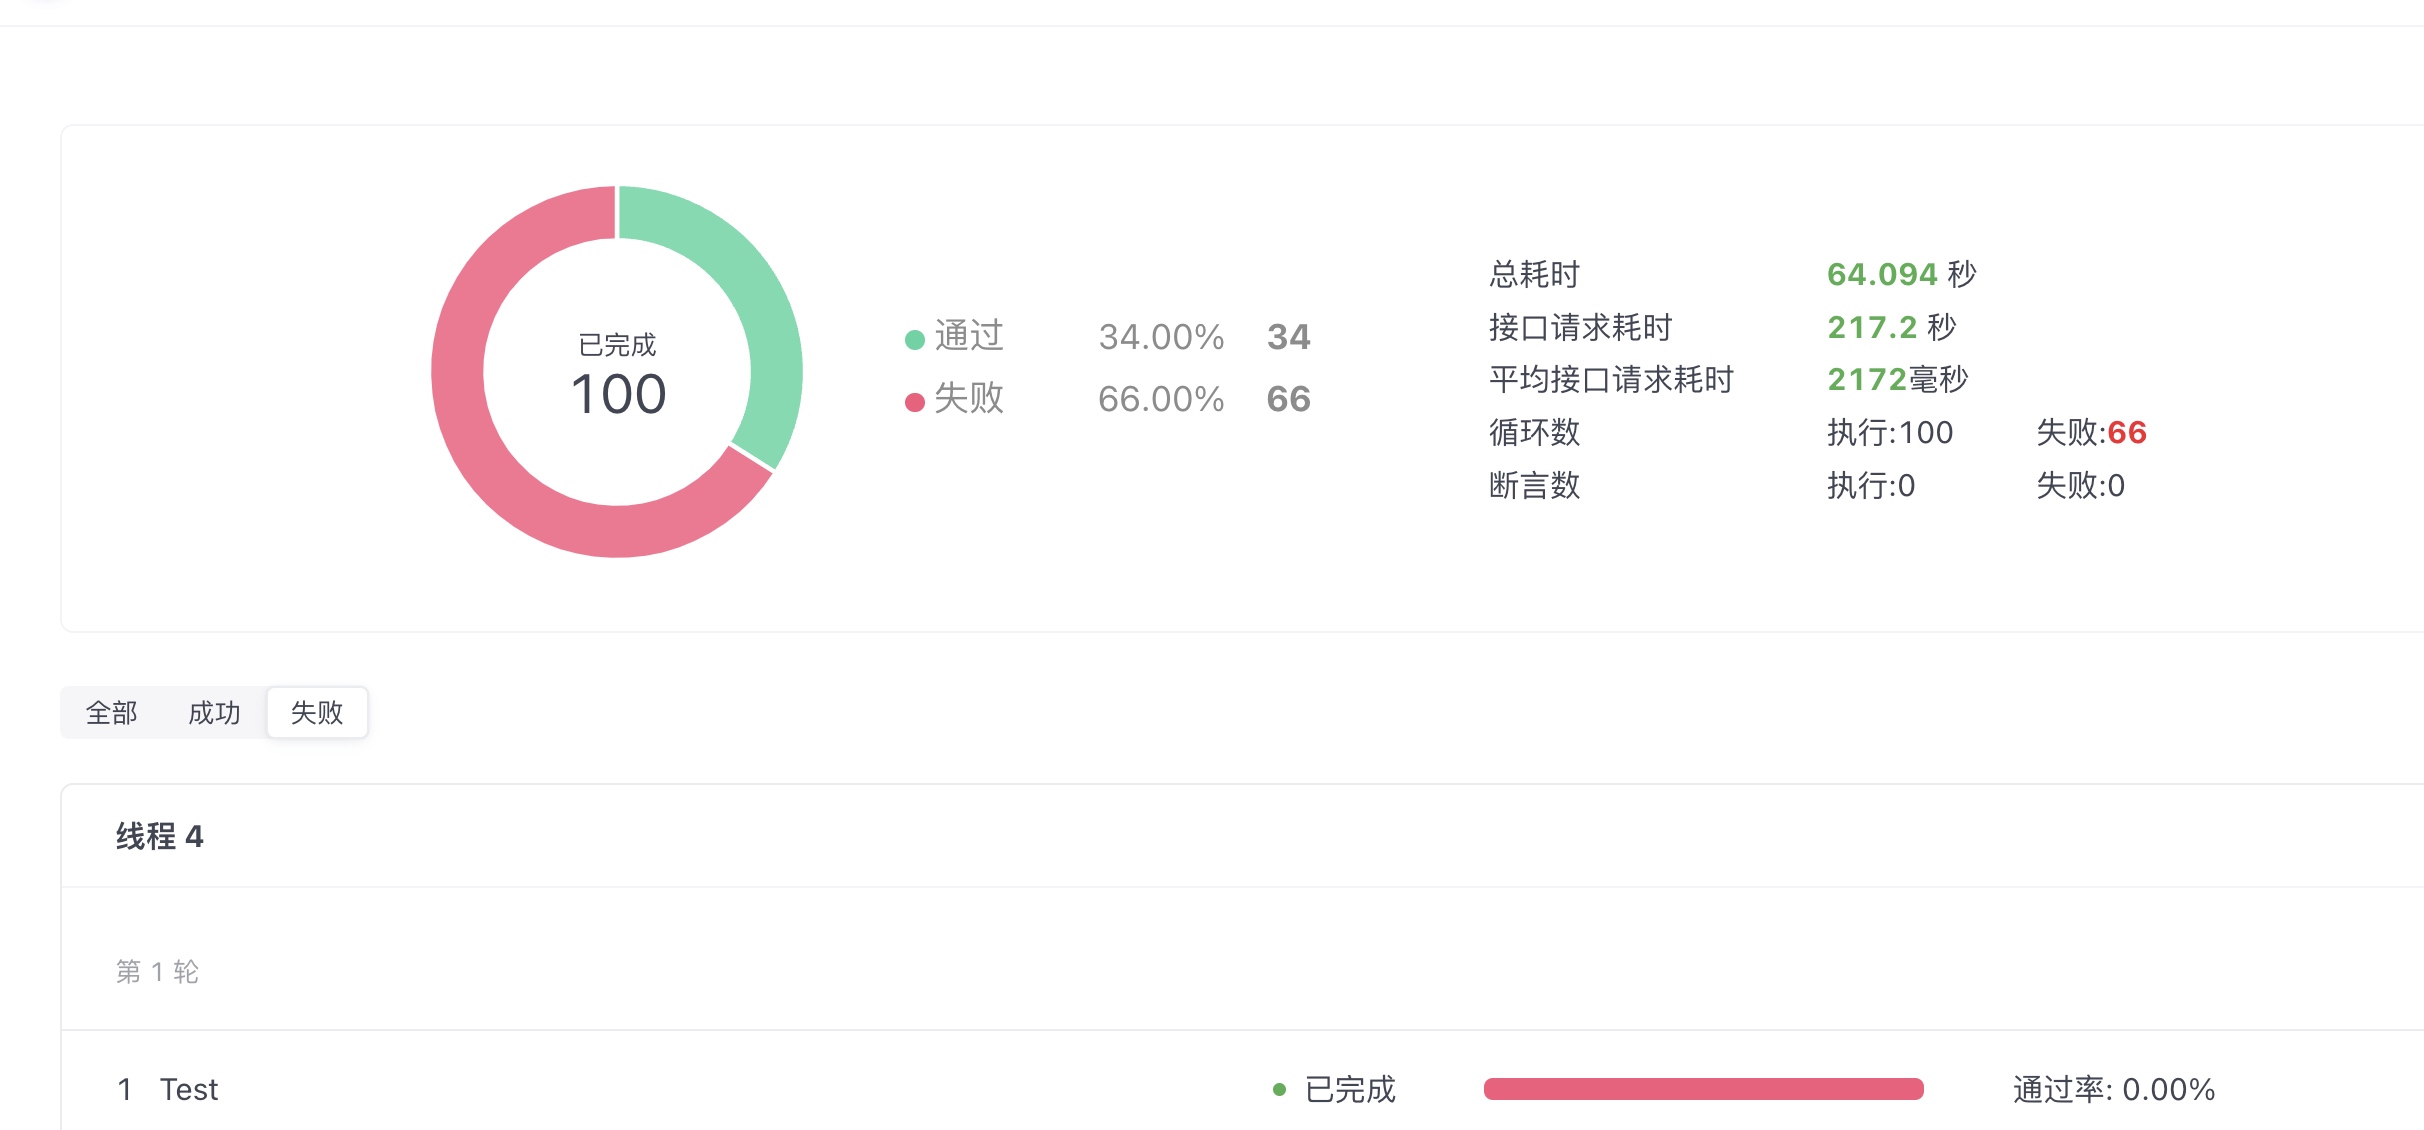 已完成
100
通过 34.00% 34
失败 66.00% 66
总耗时 64.094 秒
接口请求耗时 217.2 秒
平均接口请求耗时 2172毫秒
循环数 执行:100 失败:66
断言数 执行:0 失败:0
全部 成功 失败
线程 4
第 1 轮
1 Test 已完成 通过率: 0.00%